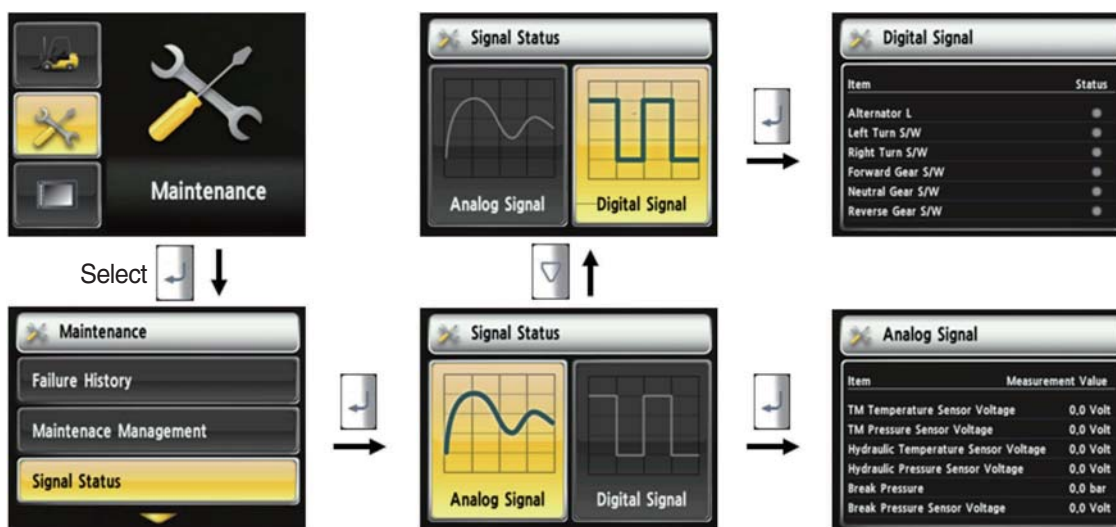 Maintenance
Select
Maintenance
Failure History
Maintenace Management
Signal Status
Signal Status
Analog Signal Digital Signal
Signal Status
Analog Signal Digital Signal
Digital Signal
Item Status
Alternator L
Left Turn S/W
Right Turn S/W
Forward Gear S/W
Neutral Gear S/W
Reverse Gear S/W
Analog Signal
Item Measurement Value
TM Temperature Sensor Voltage 0.0 Volt
TM Pressure Sensor Voltage 0.0 Volt
Hydraulic Temperature Sensor Voltage 0.0 Volt
Hydraulic Pressure Sensor Voltage 0.0 Volt
Break Pressure 0.0 bar
Break Pressure Sensor Voltage 0.0 Volt